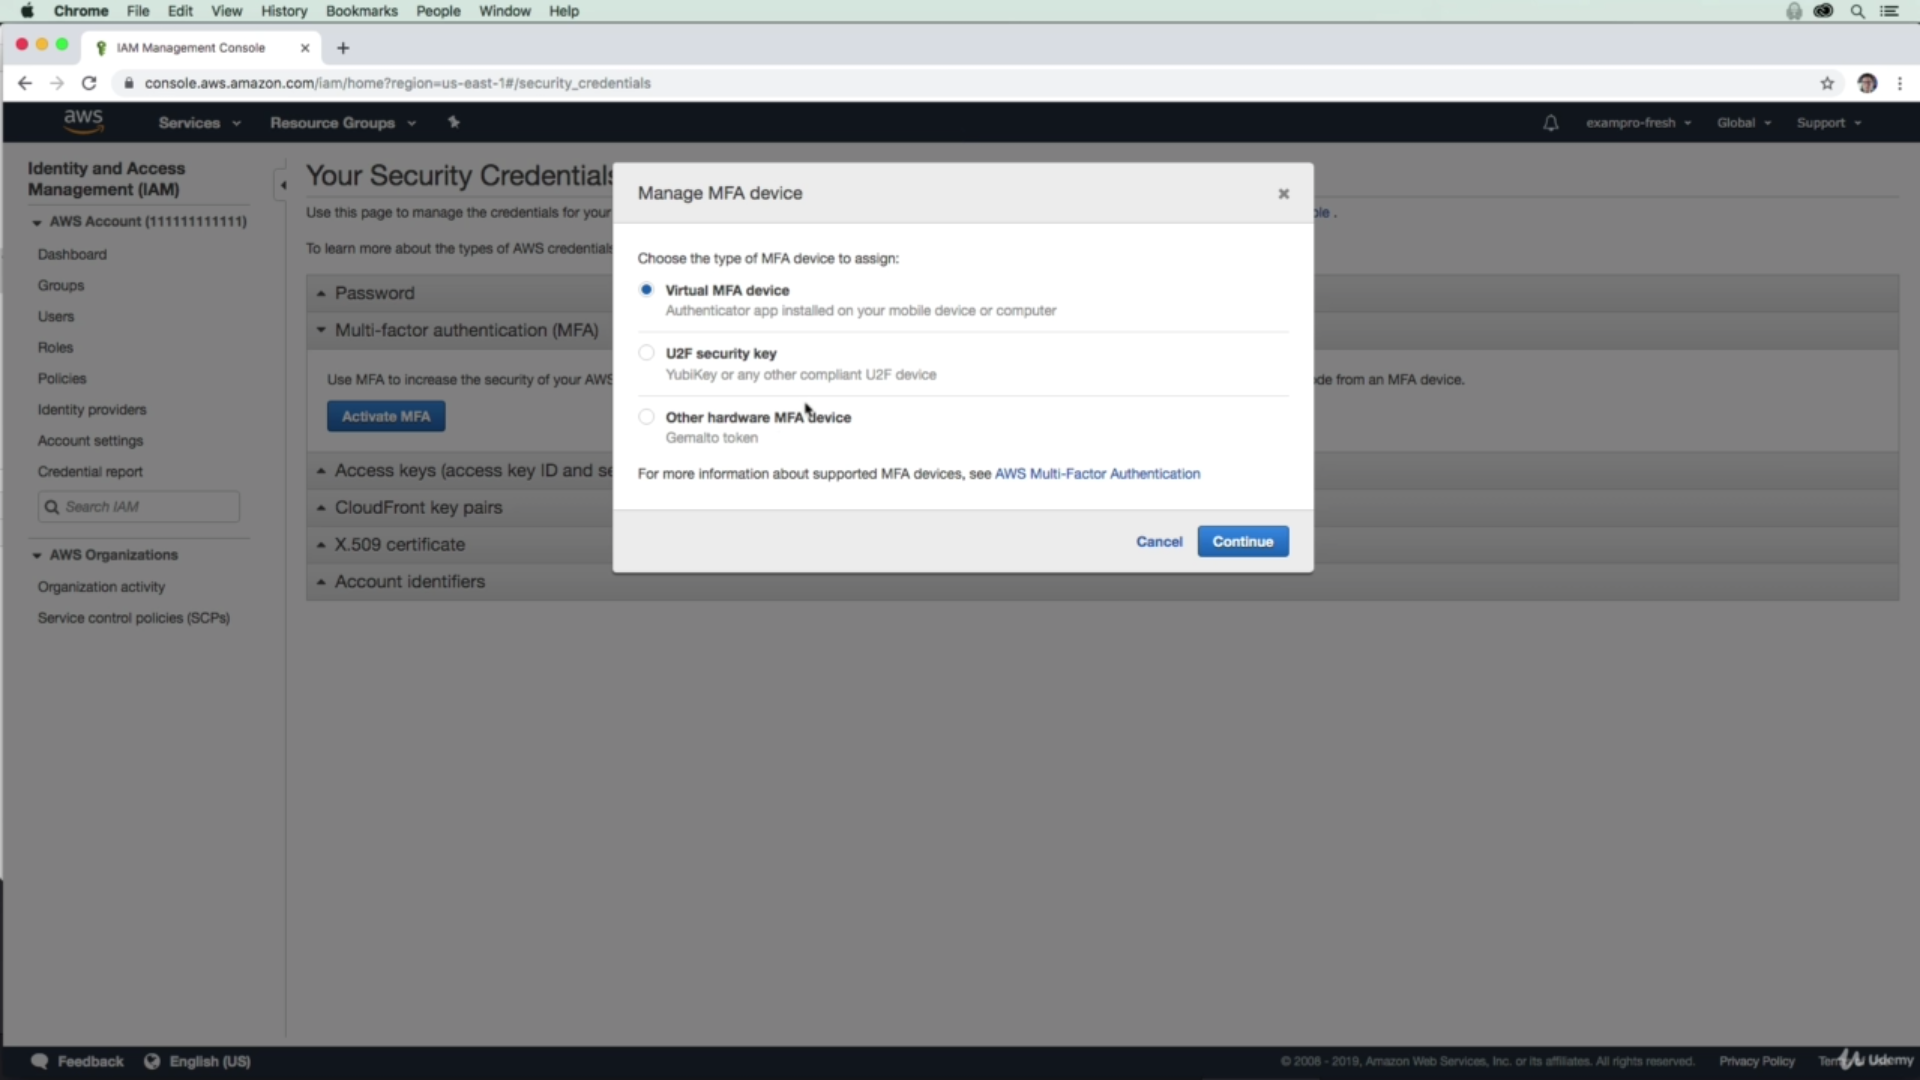 Chrome File Edit View History Bookmarks People Window Help
IAM Management Console
console.aws.amazon.com/iam/home?region=us-east-1#/security_credentials
aws Services Resource Groups exampro-fresh Global Support
Identity and Access
Management (IAM)
AWS Account (111111111111)
Dashboard
Groups
Users
Roles
Policies
Identity providers
Account settings
Credential report
Search IAM
AWS Organizations
Organization activity
Service control policies (SCPs)
Your Security Credentials
Use this page to manage the credentials for your
To learn more about the types of AWS credentials
Password
Multi-factor authentication (MFA)
Use MFA to increase the security of your AWS
de from an MFA device.
Activate MFA
Access keys (access key ID and se
CloudFront key pairs
X.509 certificate
Account identifiers
Manage MFA device
Choose the type of MFA device to assign:
Virtual MFA device
Authenticator app installed on your mobile device or computer
U2F security key
YubiKey or any other compliant U2F device
Other hardware MFA device
Gemalto token
For more information about supported MFA devices, see AWS Multi-Factor Authentication
Cancel Continue
Feedback English (US) © 2008 - 2019, Amazon Web Services, Inc. or its affiliates. All rights reserved. Privacy Policy
Udemy